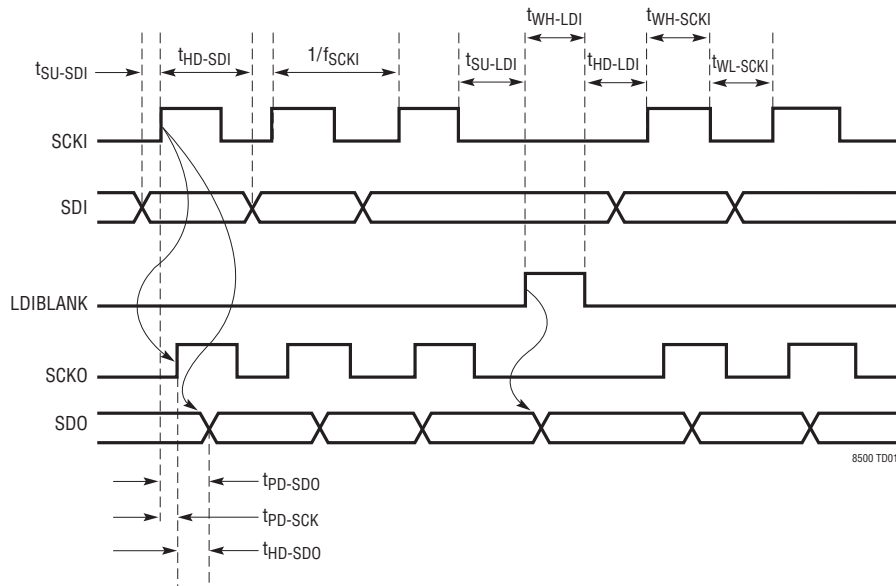 tWH-LDI
tWH-SCKI
tHD-SDI
1/fSCKI
tSU-LDI
tHD-LDI
tWL-SCKI
tSU-SDI
SCKI
SDI
LDIBLANK
SCKO
SDO
8500 TD01
tPD-SDO
tPD-SCK
tHD-SDO